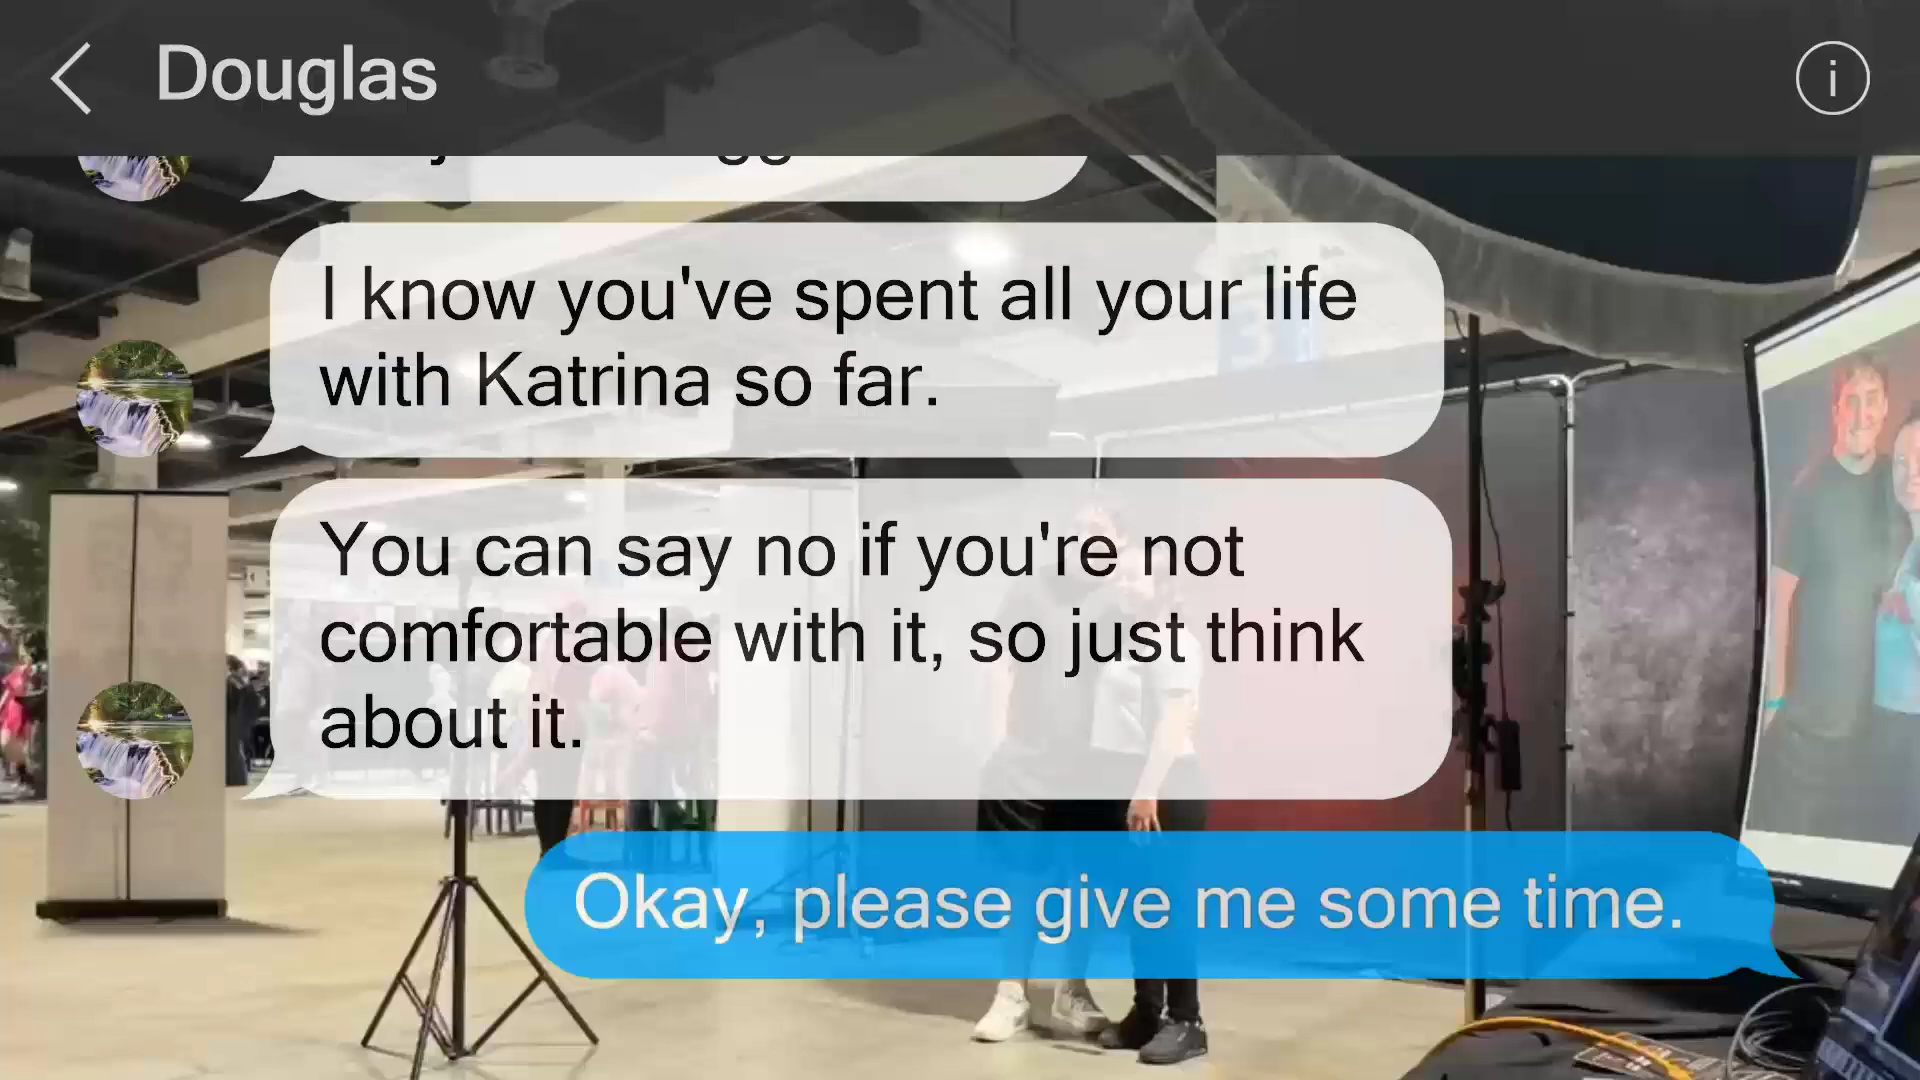 Douglas
I know you've spent all your life
with Katrina so far.
You can say no if you're not
comfortable with it, so just think
about it.
Okay, please give me some time.